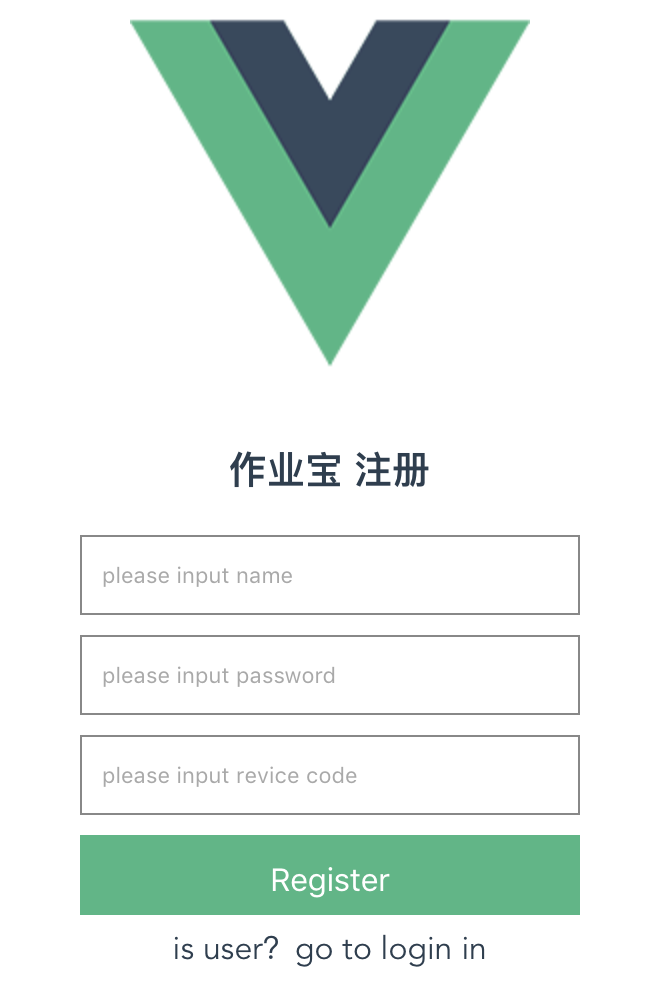 作业宝 注册
please input name
please input password
please input revice code
Register
is user? go to login in